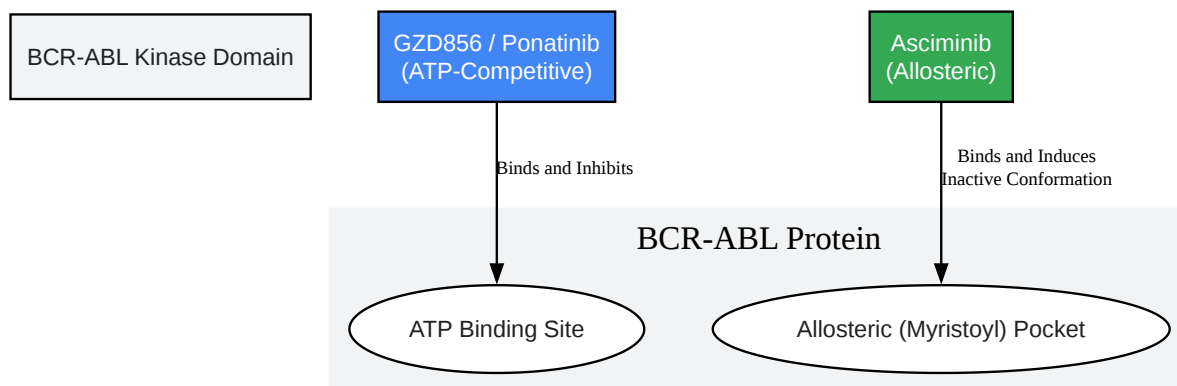 BCR-ABL Kinase Domain
GZD856 / Ponatinib
(ATP-Competitive)
Asciminib
(Allosteric)
Binds and Inhibits
Binds and Induces
Inactive Conformation
BCR-ABL Protein
ATP Binding Site
Allosteric (Myristoyl) Pocket